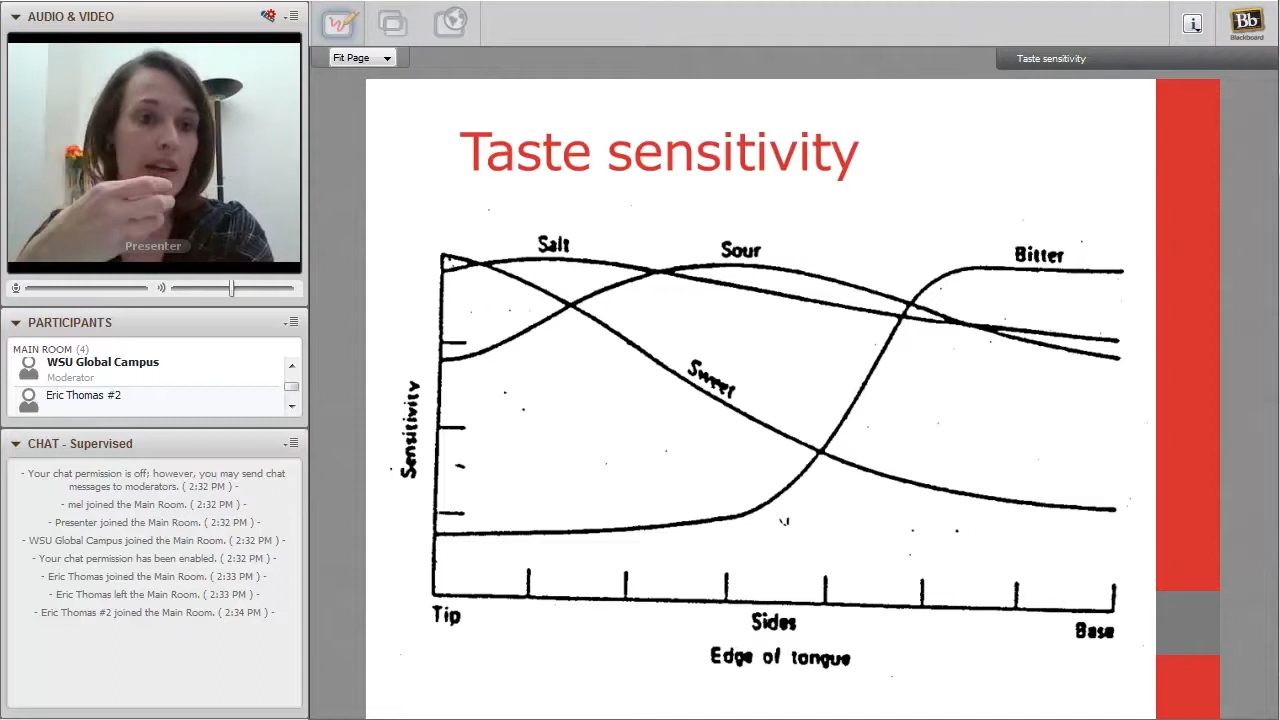 AUDIO & VIDEO
Presenter
PARTICIPANTS
MAIN ROOM (4)
WSU Global Campus
Moderator
Eric Thomas #2
CHAT - Supervised
- Your chat permission is off; however, you may send chat
messages to moderators. ( 2:32 PM ) -
- mel joined the Main Room. ( 2:32 PM ) -
- Presenter joined the Main Room. ( 2:32 PM ) -
- WSU Global Campus joined the Main Room. ( 2:32 PM ) -
- Your chat permission has been enabled. ( 2:32 PM ) -
- Eric Thomas joined the Main Room. ( 2:33 PM ) -
- Eric Thomas left the Main Room. ( 2:33 PM ) -
- Eric Thomas #2 joined the Main Room. ( 2:34 PM ) -
Fit Page
i
Bb
Blackboard
Taste sensitivity
Taste sensitivity
Salt
Sour
Bitter
Sweet
Sensitivity
Tip
Sides
Base
Edge of tongue